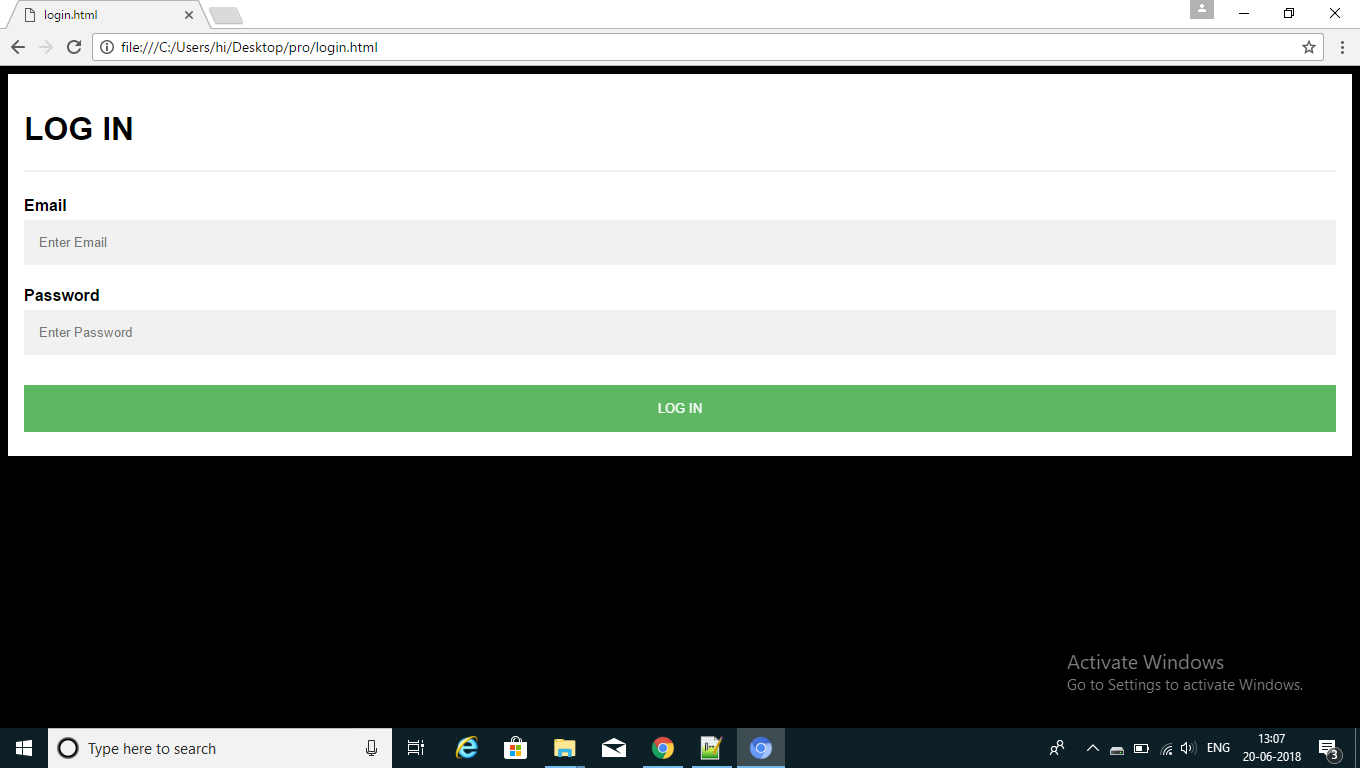 login.html
file:///C:/Users/hi/Desktop/pro/login.html
LOG IN
Email
Enter Email
Password
Enter Password
LOG IN
Activate Windows
Go to Settings to activate Windows.
Type here to search
ENG
13:07
20-06-2018
3